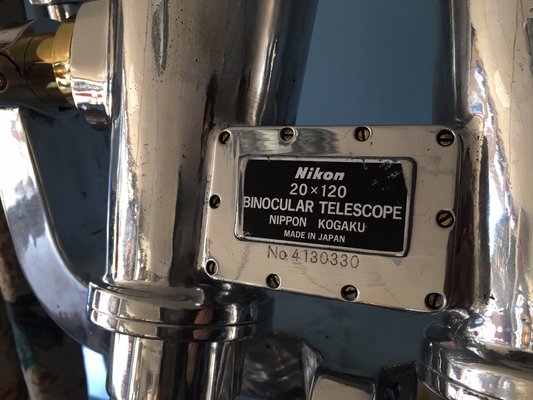 Nikon
20×120
BINOCULAR TELESCOPE
NIPPON KOGAKU
MADE IN JAPAN
No.4130330